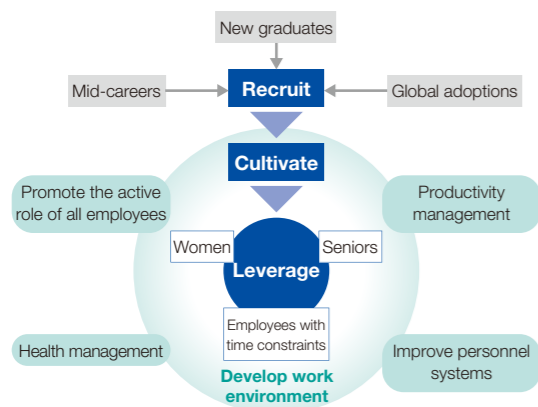 New graduates
Mid-careers
Recruit
Global adoptions
Cultivate
Promote the active
role of all employees
Productivity
management
Women
Seniors
Leverage
Employees with
time constraints
Health management
Improve personnel
systems
Develop work
environment